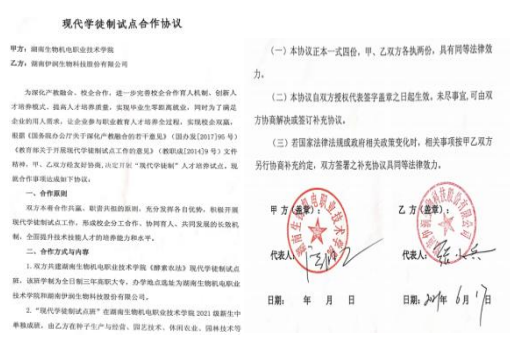 现代学徒制试点合作协议
甲方：湖南生物机电职业技术学院
乙方：湖南伊润生物科技股份有限公司
为深化产教融合、校企合作，进一步完善校企合作育人机制，创新人
才培养模式，提高人才培养质量，实现毕业生零距离就业，同时为了满足
企业的用人需求，让企业参与职业教育人才培养全过程，实现校企双赢，
根据《国务院办公厅关于深化产教融合的若干意见》（国办发[2017]95 号）
《教育部关于开展现代学徒制试点工作的意见》（教职成[2014]9 号）文件
精神，甲、乙双方经友好协商，决定开展“现代学徒制”人才培养试点，现
就合作事项达成如下协议：
一、合作原则
双方本着合作共赢、职责共担的原则，充分发挥各自优势，积极开展
现代学徒制试点工作，形成校企分工合作、协同育人、共同发展的长效机
制，全面提升技术技能人才的培养能力和水平。
二、合作方式与内容
1．双方共建湖南生物机电职业技术学院《酵素农法》现代学徒制试点
班，该班学制为全日制三年高职大专，办学地点选址为湖南生物机电职业技
术学院和湖南伊润生物科技股份有限公司。
2．“现代学徒制试点班”在湖南生物机电职业技术学院 2021 级新生中
单独成班，由乙方在种子生产与经营、园艺技术、休闲农业、园林技术等
（一）本协议正本一式四份，甲、乙双方各执两份，具有同等法律效
力。
（二）本协议自双方授权代表签字盖章之日起生效。未尽事宜，可由双
方协商解决或签订补充协议。
（三）若国家法律法规或政府相关政策变化时，相关事项按甲乙双方
另行协商补充约定，双方签署之补充协议具同等法律效力。
甲 方（盖章）：
乙 方（盖章）：
湖南生物机电职业技术学院
代表人：
代表人：张小兵
日期： 年 月 日
日期：2021年6月17日